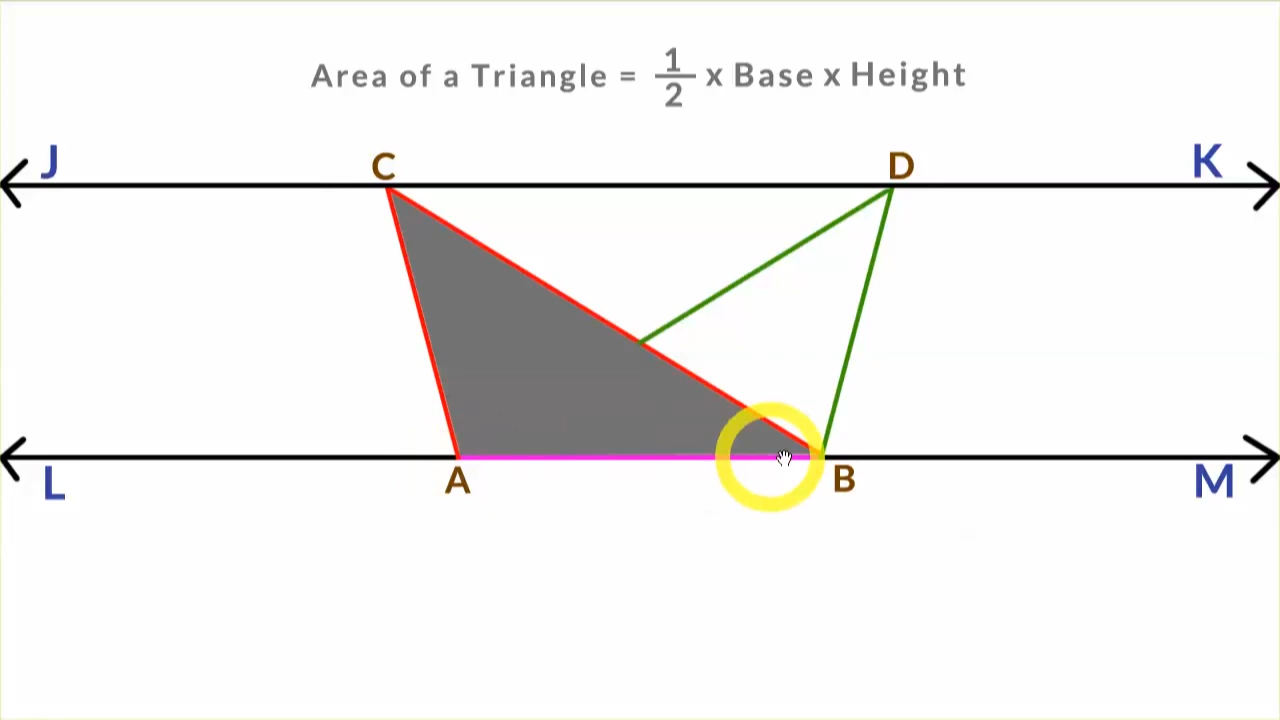 Area of a Triangle = 1/2 x Base x Height
J C D K
L A B M